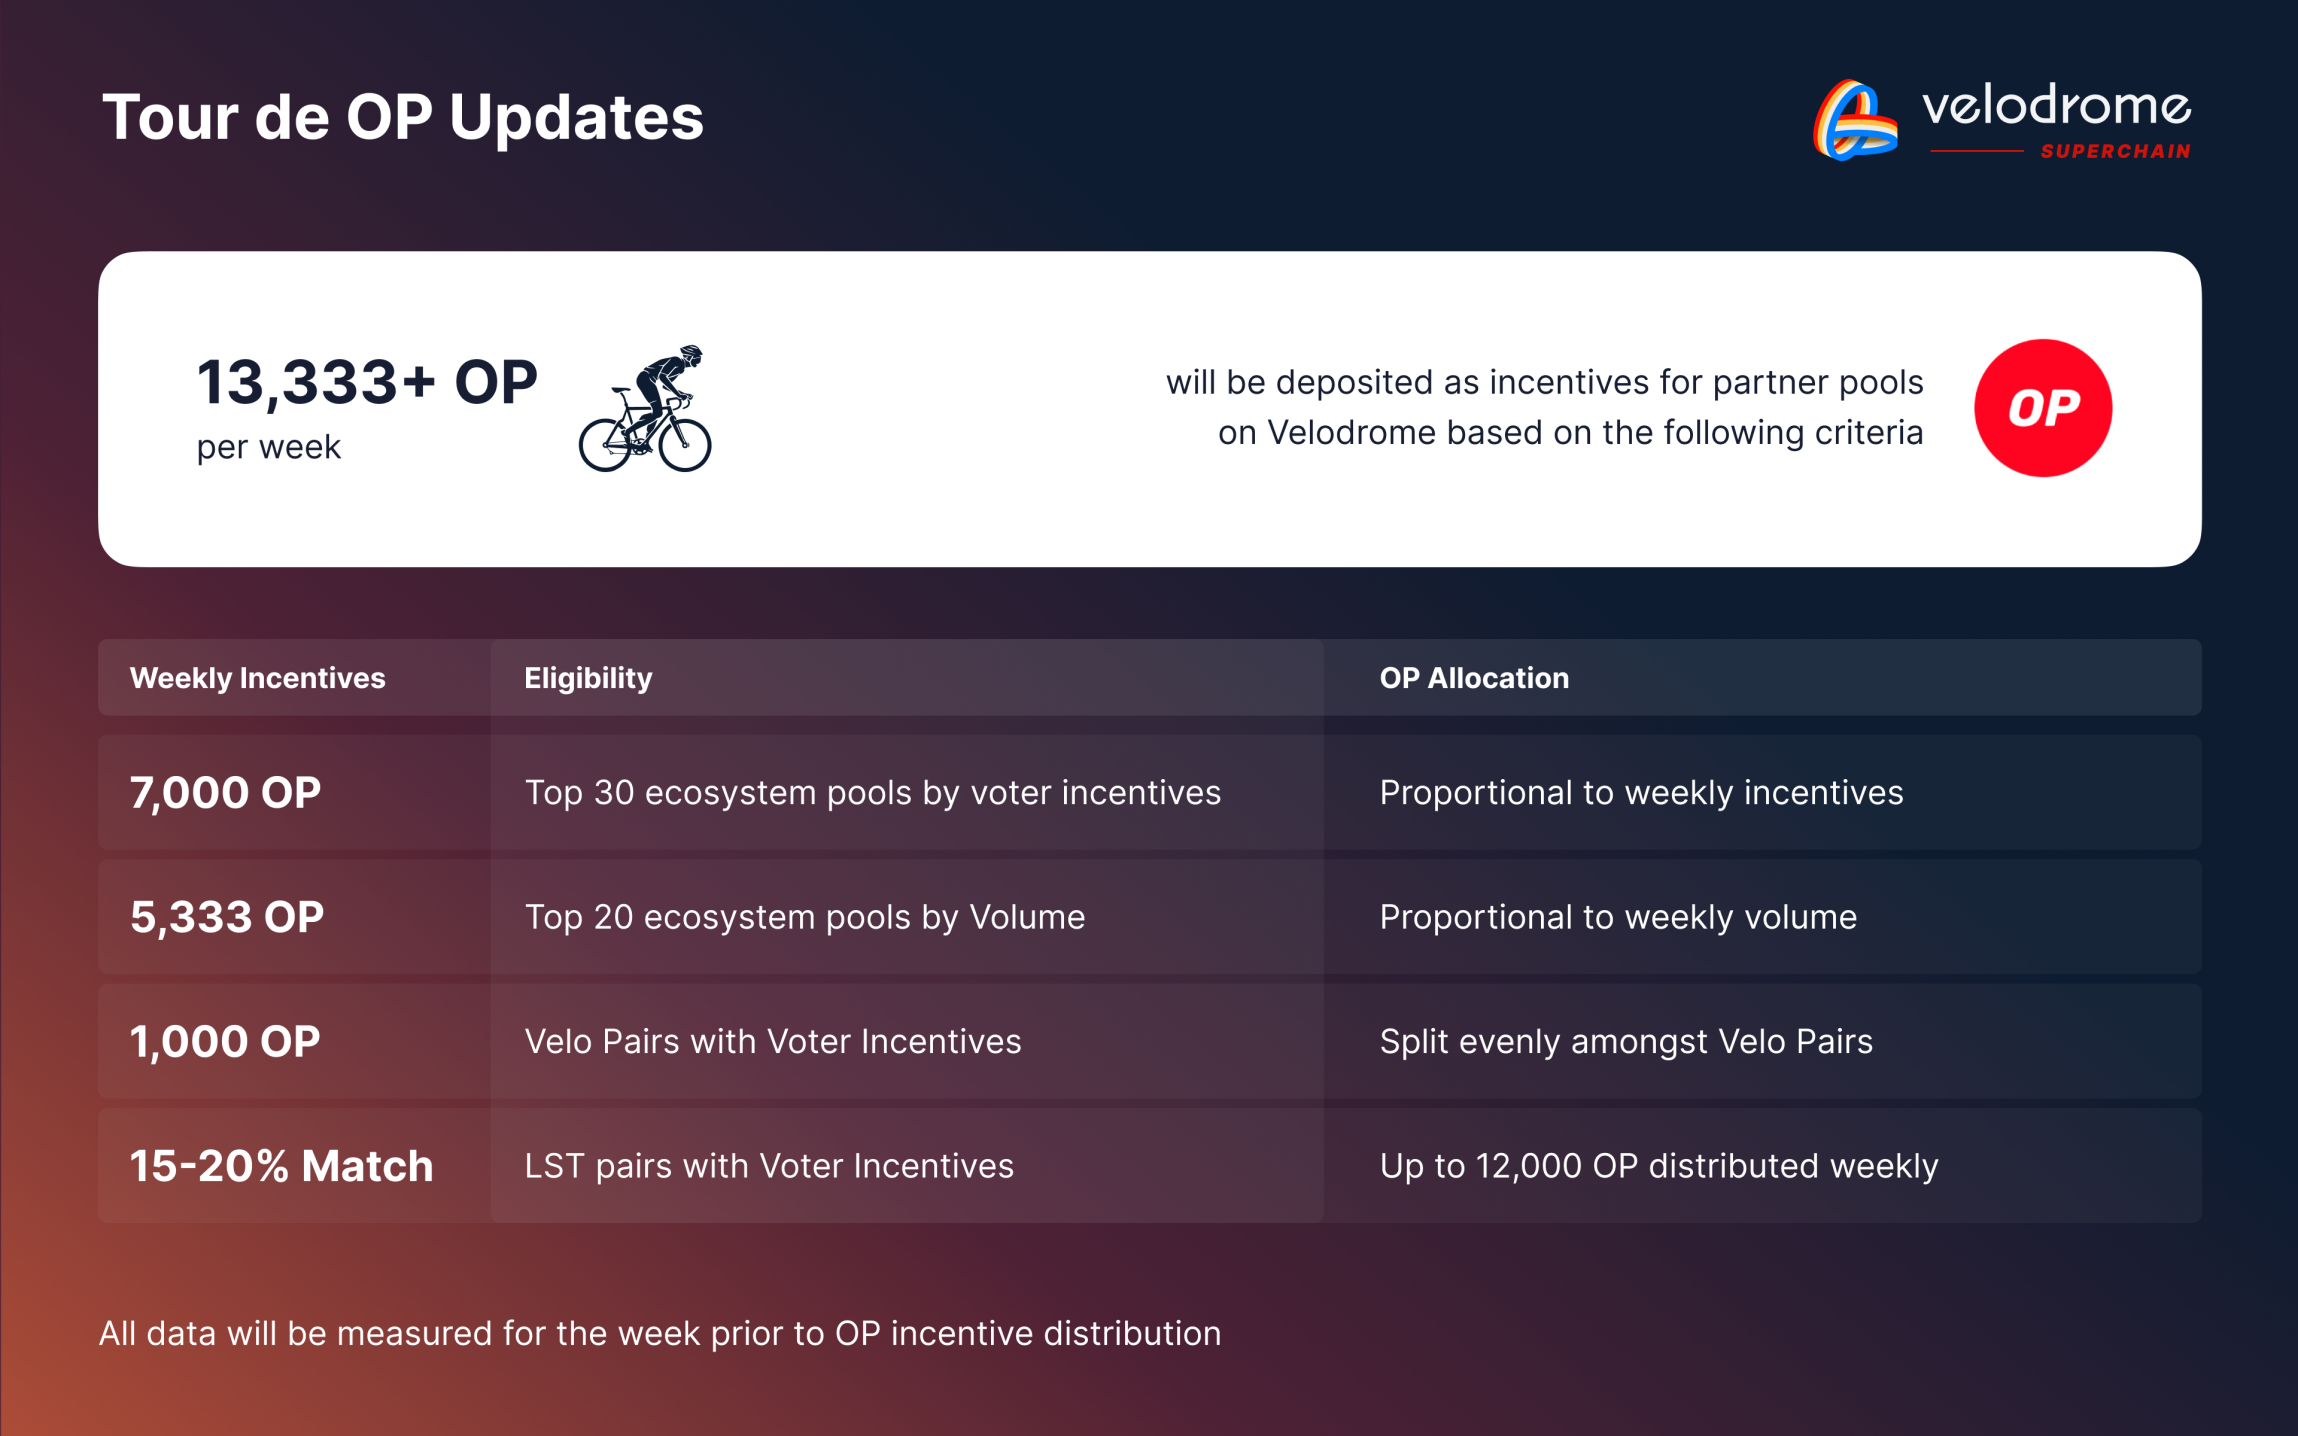 Tour de OP Updates
velodrome
SUPERCHAIN
13,333+ OP
per week
will be deposited as incentives for partner pools
on Velodrome based on the following criteria
OP
Weekly Incentives Eligibility OP Allocation
7,000 OP Top 30 ecosystem pools by voter incentives Proportional to weekly incentives
5,333 OP Top 20 ecosystem pools by Volume Proportional to weekly volume
1,000 OP Velo Pairs with Voter Incentives Split evenly amongst Velo Pairs
15-20% Match LST pairs with Voter Incentives Up to 12,000 OP distributed weekly
All data will be measured for the week prior to OP incentive distribution